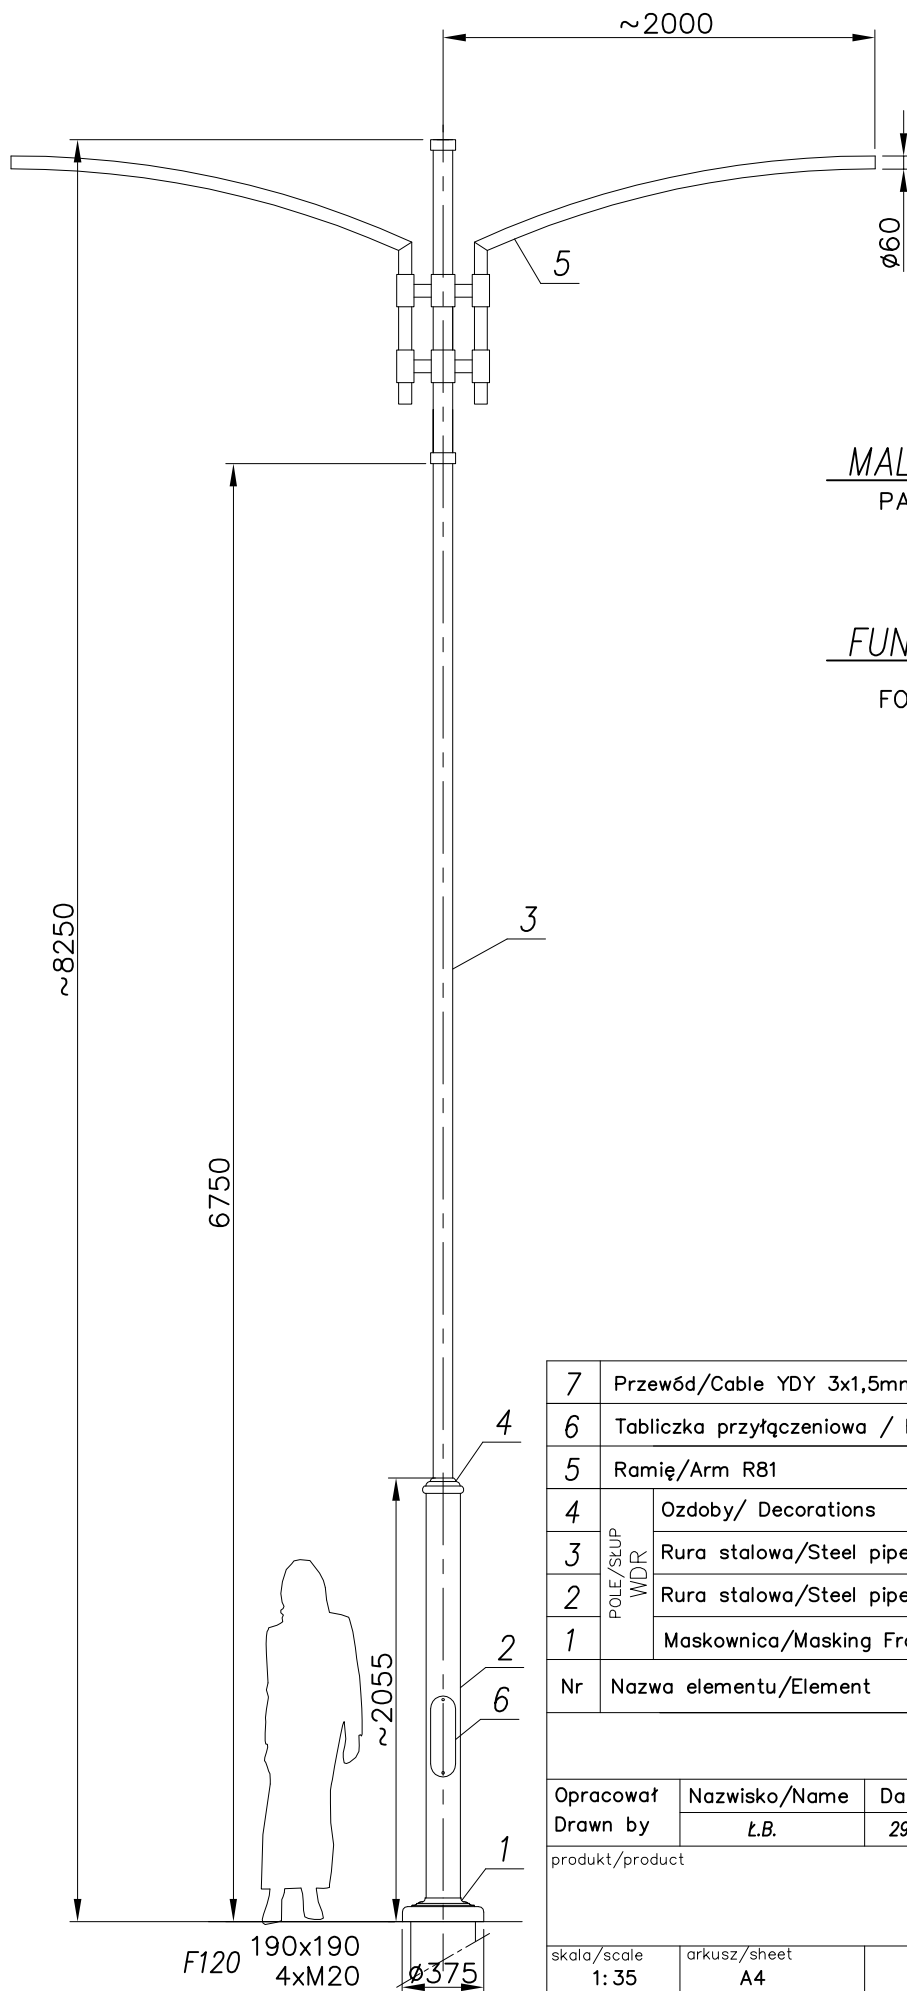 ~2000
ø60
5
MAL
PA
FUN
FO
~8250
3
6750
4
~2055
2
6
1
F120 190x190
4xM20
ø375
7 Przewód/Cable YDY 3x1,5
6 Tabliczka przyłączeniowa /
5 Ramię/Arm R81
POLE/SŁUP
WDR
4 Ozdoby/ Decorations
3 Rura stalowa/Steel pipe
2 Rura stalowa/Steel pipe
1 Maskownica/Masking Fra
Nr Nazwa elementu/Element
Opracował Nazwisko/Name Da
Drawn by Ł.B. 29
produkt/product
skala/scale arkusz/sheet
1:35 A4